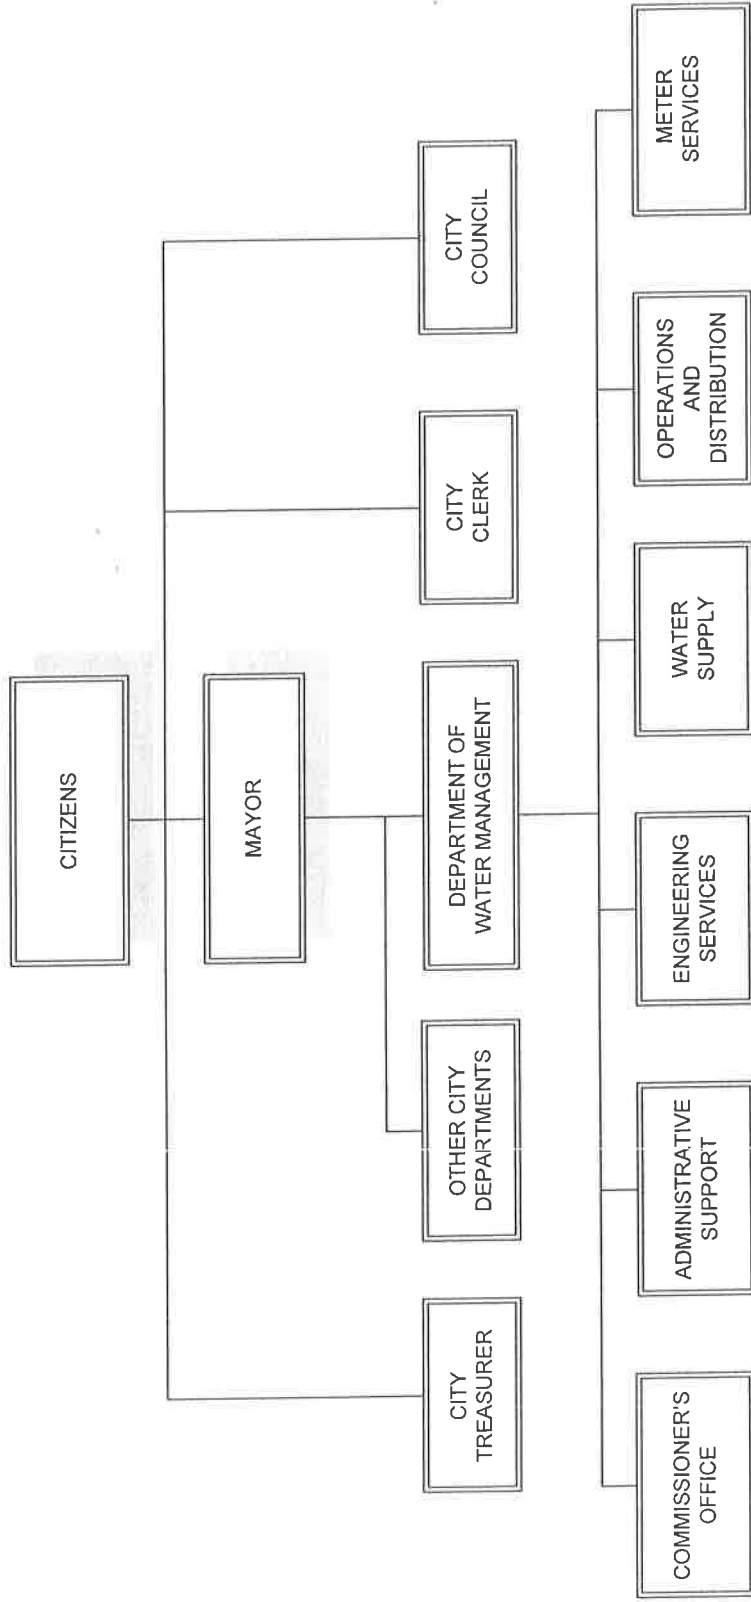 CITIZENS
MAYOR
CITY
TREASURER
OTHER CITY
DEPARTMENTS
DEPARTMENT OF
WATER MANAGEMENT
CITY
CLERK
CITY
COUNCIL
COMMISSIONER'S
OFFICE
ADMINISTRATIVE
SUPPORT
ENGINEERING
SERVICES
WATER
SUPPLY
OPERATIONS
AND
DISTRIBUTION
METER
SERVICES